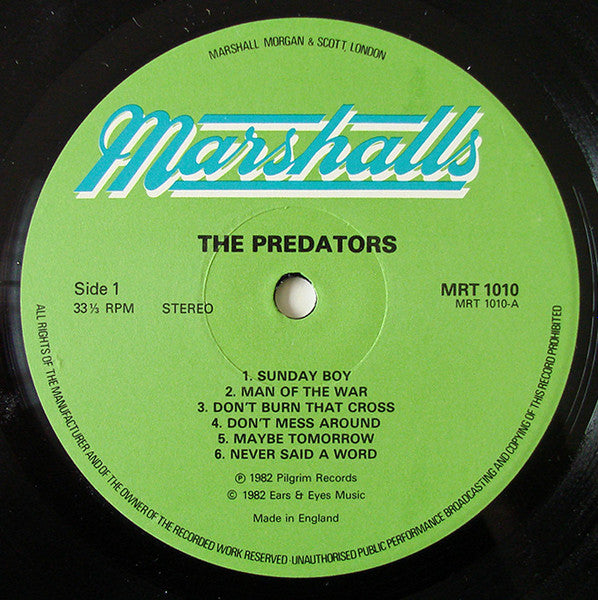 MARSHALL MORGAN & SCOTT, LONDON
Marshalls
THE PREDATORS
Side 1
33⅓ RPM STEREO
MRT 1010
MRT 1010-A
1. SUNDAY BOY
2. MAN OF THE WAR
3. DON'T BURN THAT CROSS
4. DON'T MESS AROUND
5. MAYBE TOMORROW
6. NEVER SAID A WORD
℗ 1982 Pilgrim Records
© 1982 Ears & Eyes Music
Made in England
ALL RIGHTS OF THE MANUFACTURER AND OF THE OWNER OF THE RECORDED WORK RESERVED · UNAUTHORISED PUBLIC PERFORMANCE BROADCASTING AND COPYING OF THIS RECORD PROHIBITED